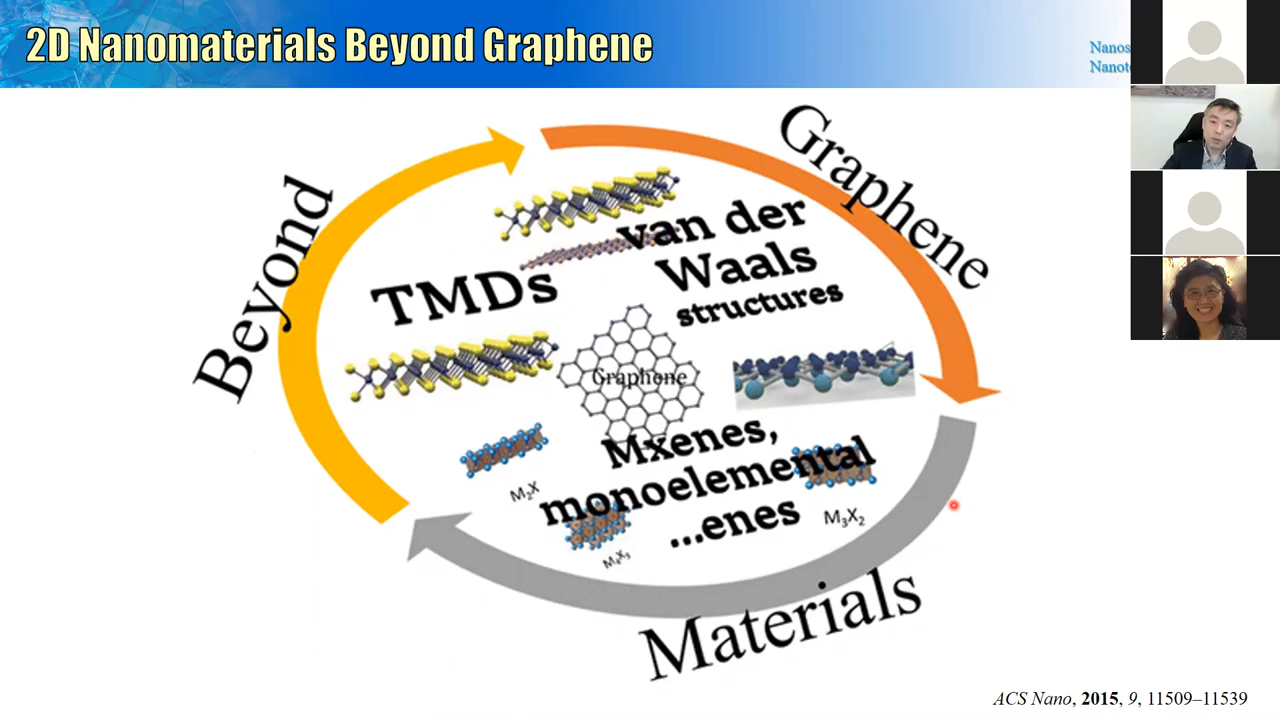 2D Nanomaterials Beyond Graphene
Beyond
Graphene
van der
Waals
structures
TMDs
Graphene
Mxenes,
monoelemental
...enes
M₂X
M₃X₂
M₄X₃
Materials
ACS Nano, 2015, 9, 11509–11539